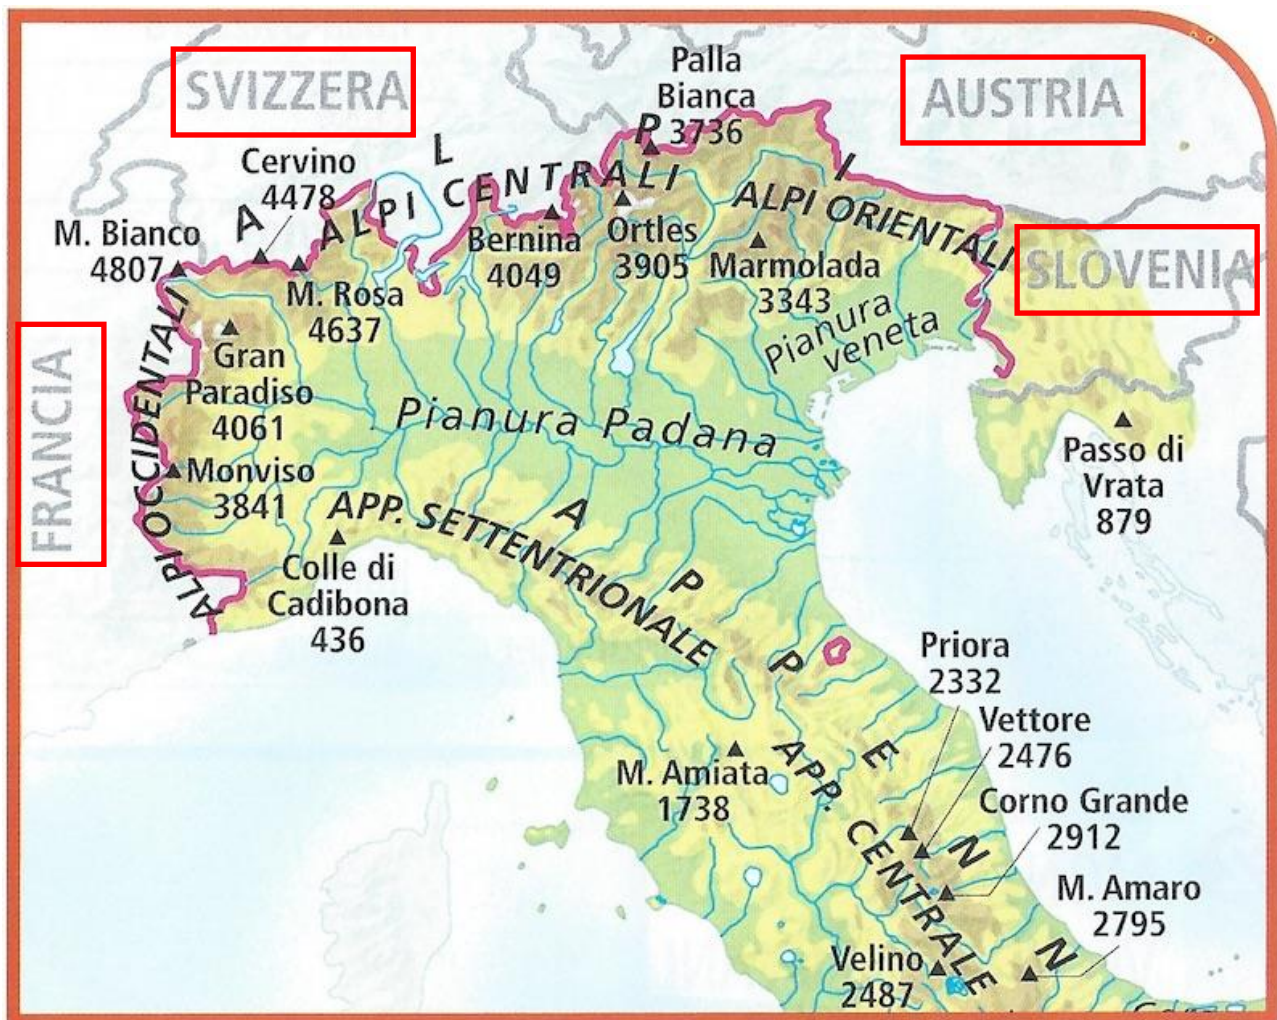 SVIZZERA
AUSTRIA
SLOVENIA
FRANCIA
ALPI
ALPI OCCIDENTALI
ALPI CENTRALI
ALPI ORIENTALI
Palla
Bianca
3736
Cervino
4478
M. Bianco
4807
M. Rosa
4637
Bernina
4049
Ortles
3905
Marmolada
3343
Gran
Paradiso
4061
Monviso
3841
Pianura
veneta
Pianura Padana
Passo di
Vrata
879
Colle di
Cadibona
436
APP. SETTENTRIONALE
APPENN
APP. CENTRALE
Priora
2332
Vettore
2476
M. Amiata
1738
Corno Grande
2912
M. Amaro
2795
Velino
2487